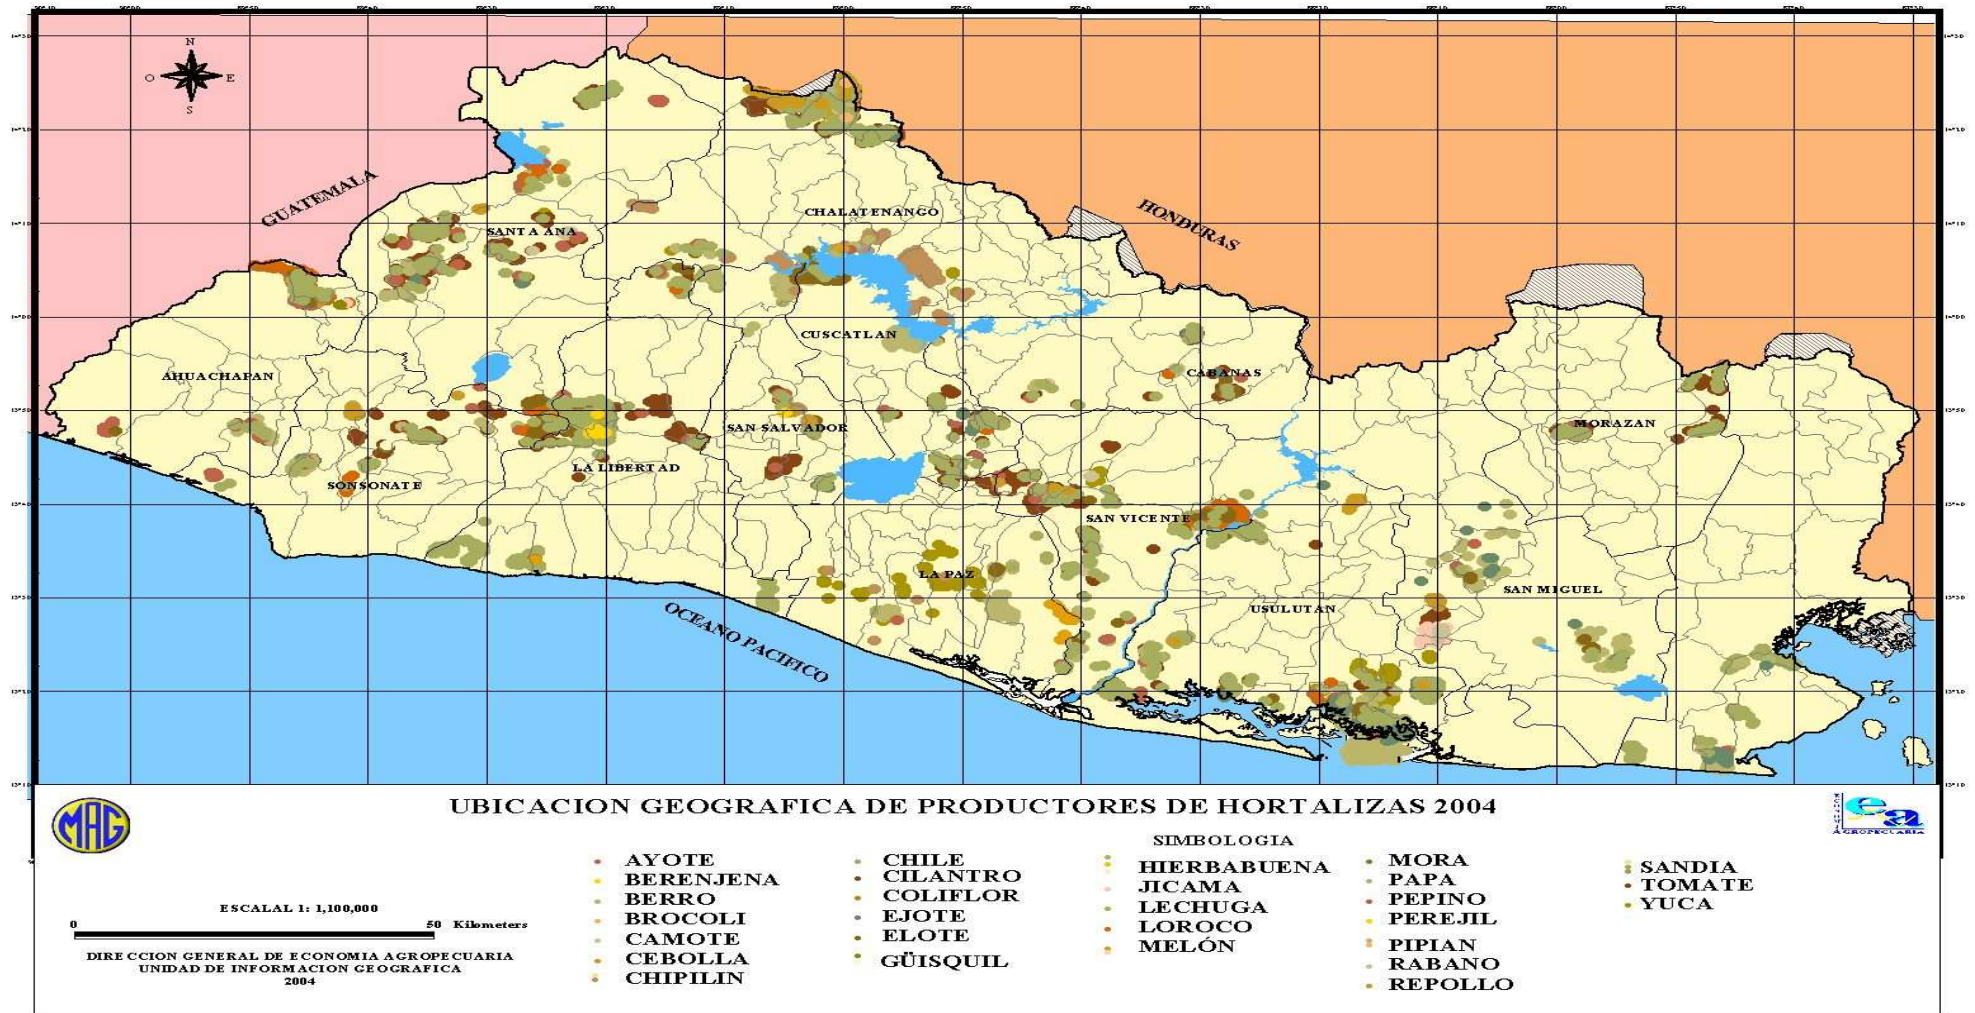 N
O
E
S
GUATEMALA
HONDURAS
CHALATENANGO
SANTA ANA
CUSCATLAN
AHUACHAPAN
CABANAS
SAN SALVADOR
MORAZAN
LA LIBERTAD
SONSONATE
SAN VICENTE
LA PAZ
SAN MIGUEL
USULUTAN
OCEANO PACIFICO
MAG
UBICACION GEOGRAFICA DE PRODUCTORES DE HORTALIZAS 2004
ea
AGROPECUARIA
SIMBOLOGIA
AYOTE
BERENJENA
BERRO
BROCOLI
CAMOTE
CEBOLLA
CHIPILIN
CHILE
CILANTRO
COLIFLOR
EJOTE
ELOTE
GÜISQUIL
HIERBABUENA
JICAMA
LECHUGA
LOROCO
MELÓN
MORA
PAPA
PEPINO
PEREJIL
PIPIAN
RABANO
REPOLLO
SANDIA
TOMATE
YUCA
ESCALAL 1: 1,100,000
0 50 Kilometers
DIRECCION GENERAL DE ECONOMIA AGROPECUARIA
UNIDAD DE INFORMACION GEOGRAFICA
2004